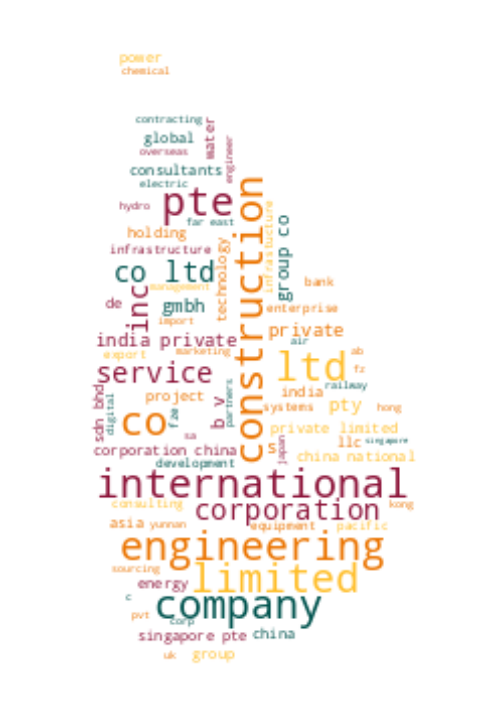 power
chemical
contracting
global
water
overseas
engineer
consultants
electric
pte
construction
hydro
far east
infrastucture
group co
holding
infrastructure
technology
co ltd
bank
management
inc
de
gmbh
enterprise
import
private
india private
air
export
marketing
ltd
ab
service
fz
railway
sdn bhd
digital
project
b v
partners
india
systems
pty
hong
co
fze
private limited
sa
s
japan
llc
singapore
corporation china
china national
development
international
consulting
corporation
kong
asia
yunnan
equipment
pacific
engineering
sourcing
energy
limited
c
company
pvt
corp
singapore pte
china
uk
group